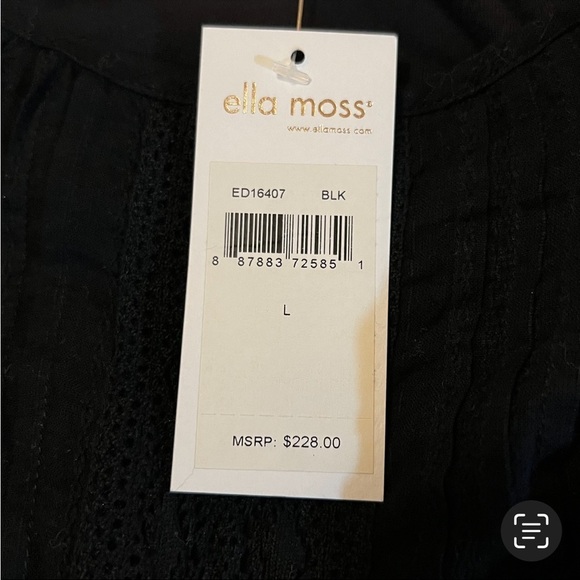 ella moss
www.ellamoss.com
ED16407 BLK
8 87883 72585 1
L
MSRP: $228.00